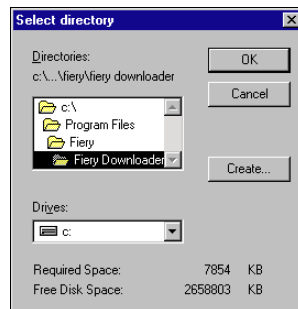 Select directory
Directories:
c:\...\fiery\fiery downloader
c:\
Program Files
Fiery
Fiery Downloader
Drives:
c:
Required Space: 7854 KB
Free Disk Space: 2658803 KB
OK
Cancel
Create...